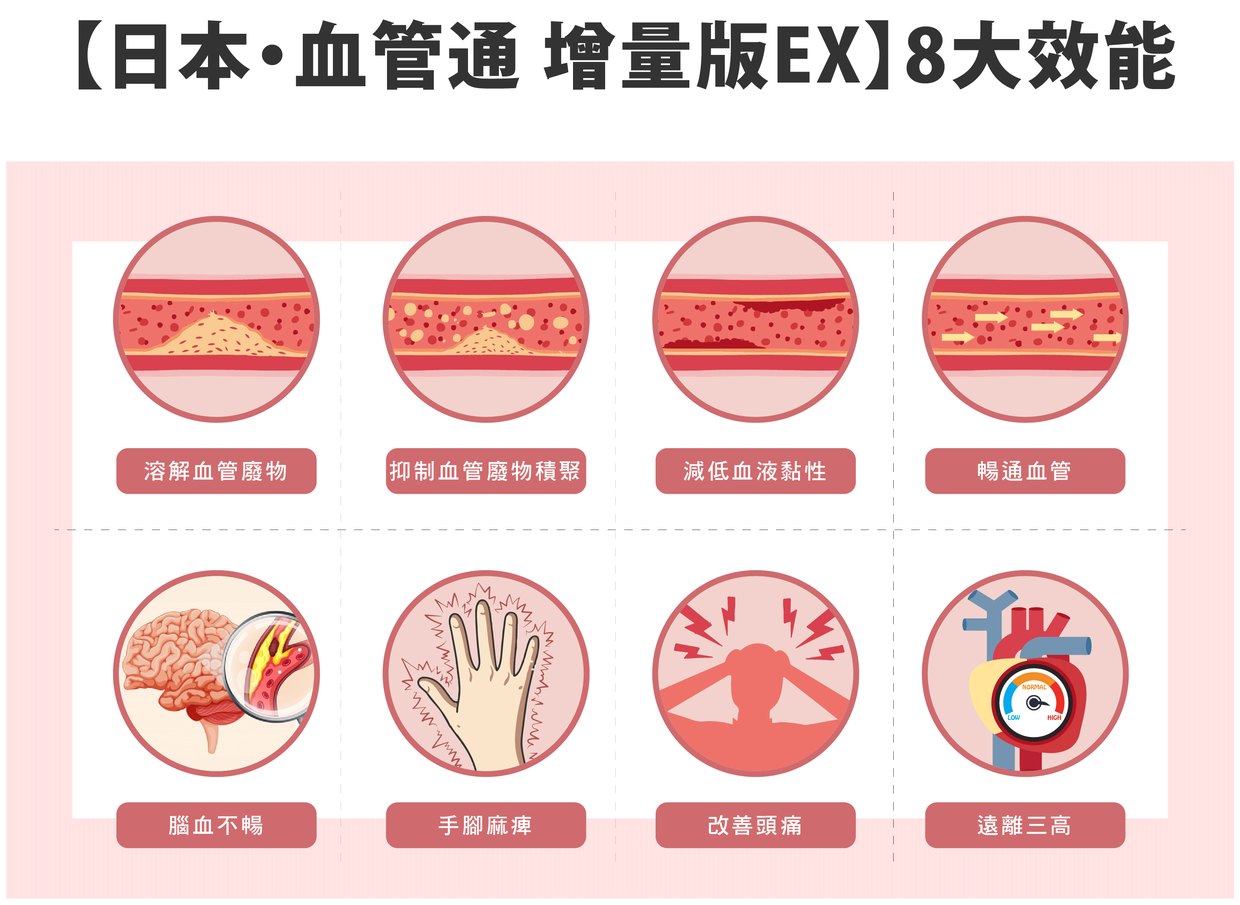 【日本・血管通 增量版EX】8大效能
溶解血管廢物
抑制血管廢物積聚
減低血液黏性
暢通血管
腦血不暢
手腳麻痺
改善頭痛
NORMAL
LOW
HIGH
遠離三高